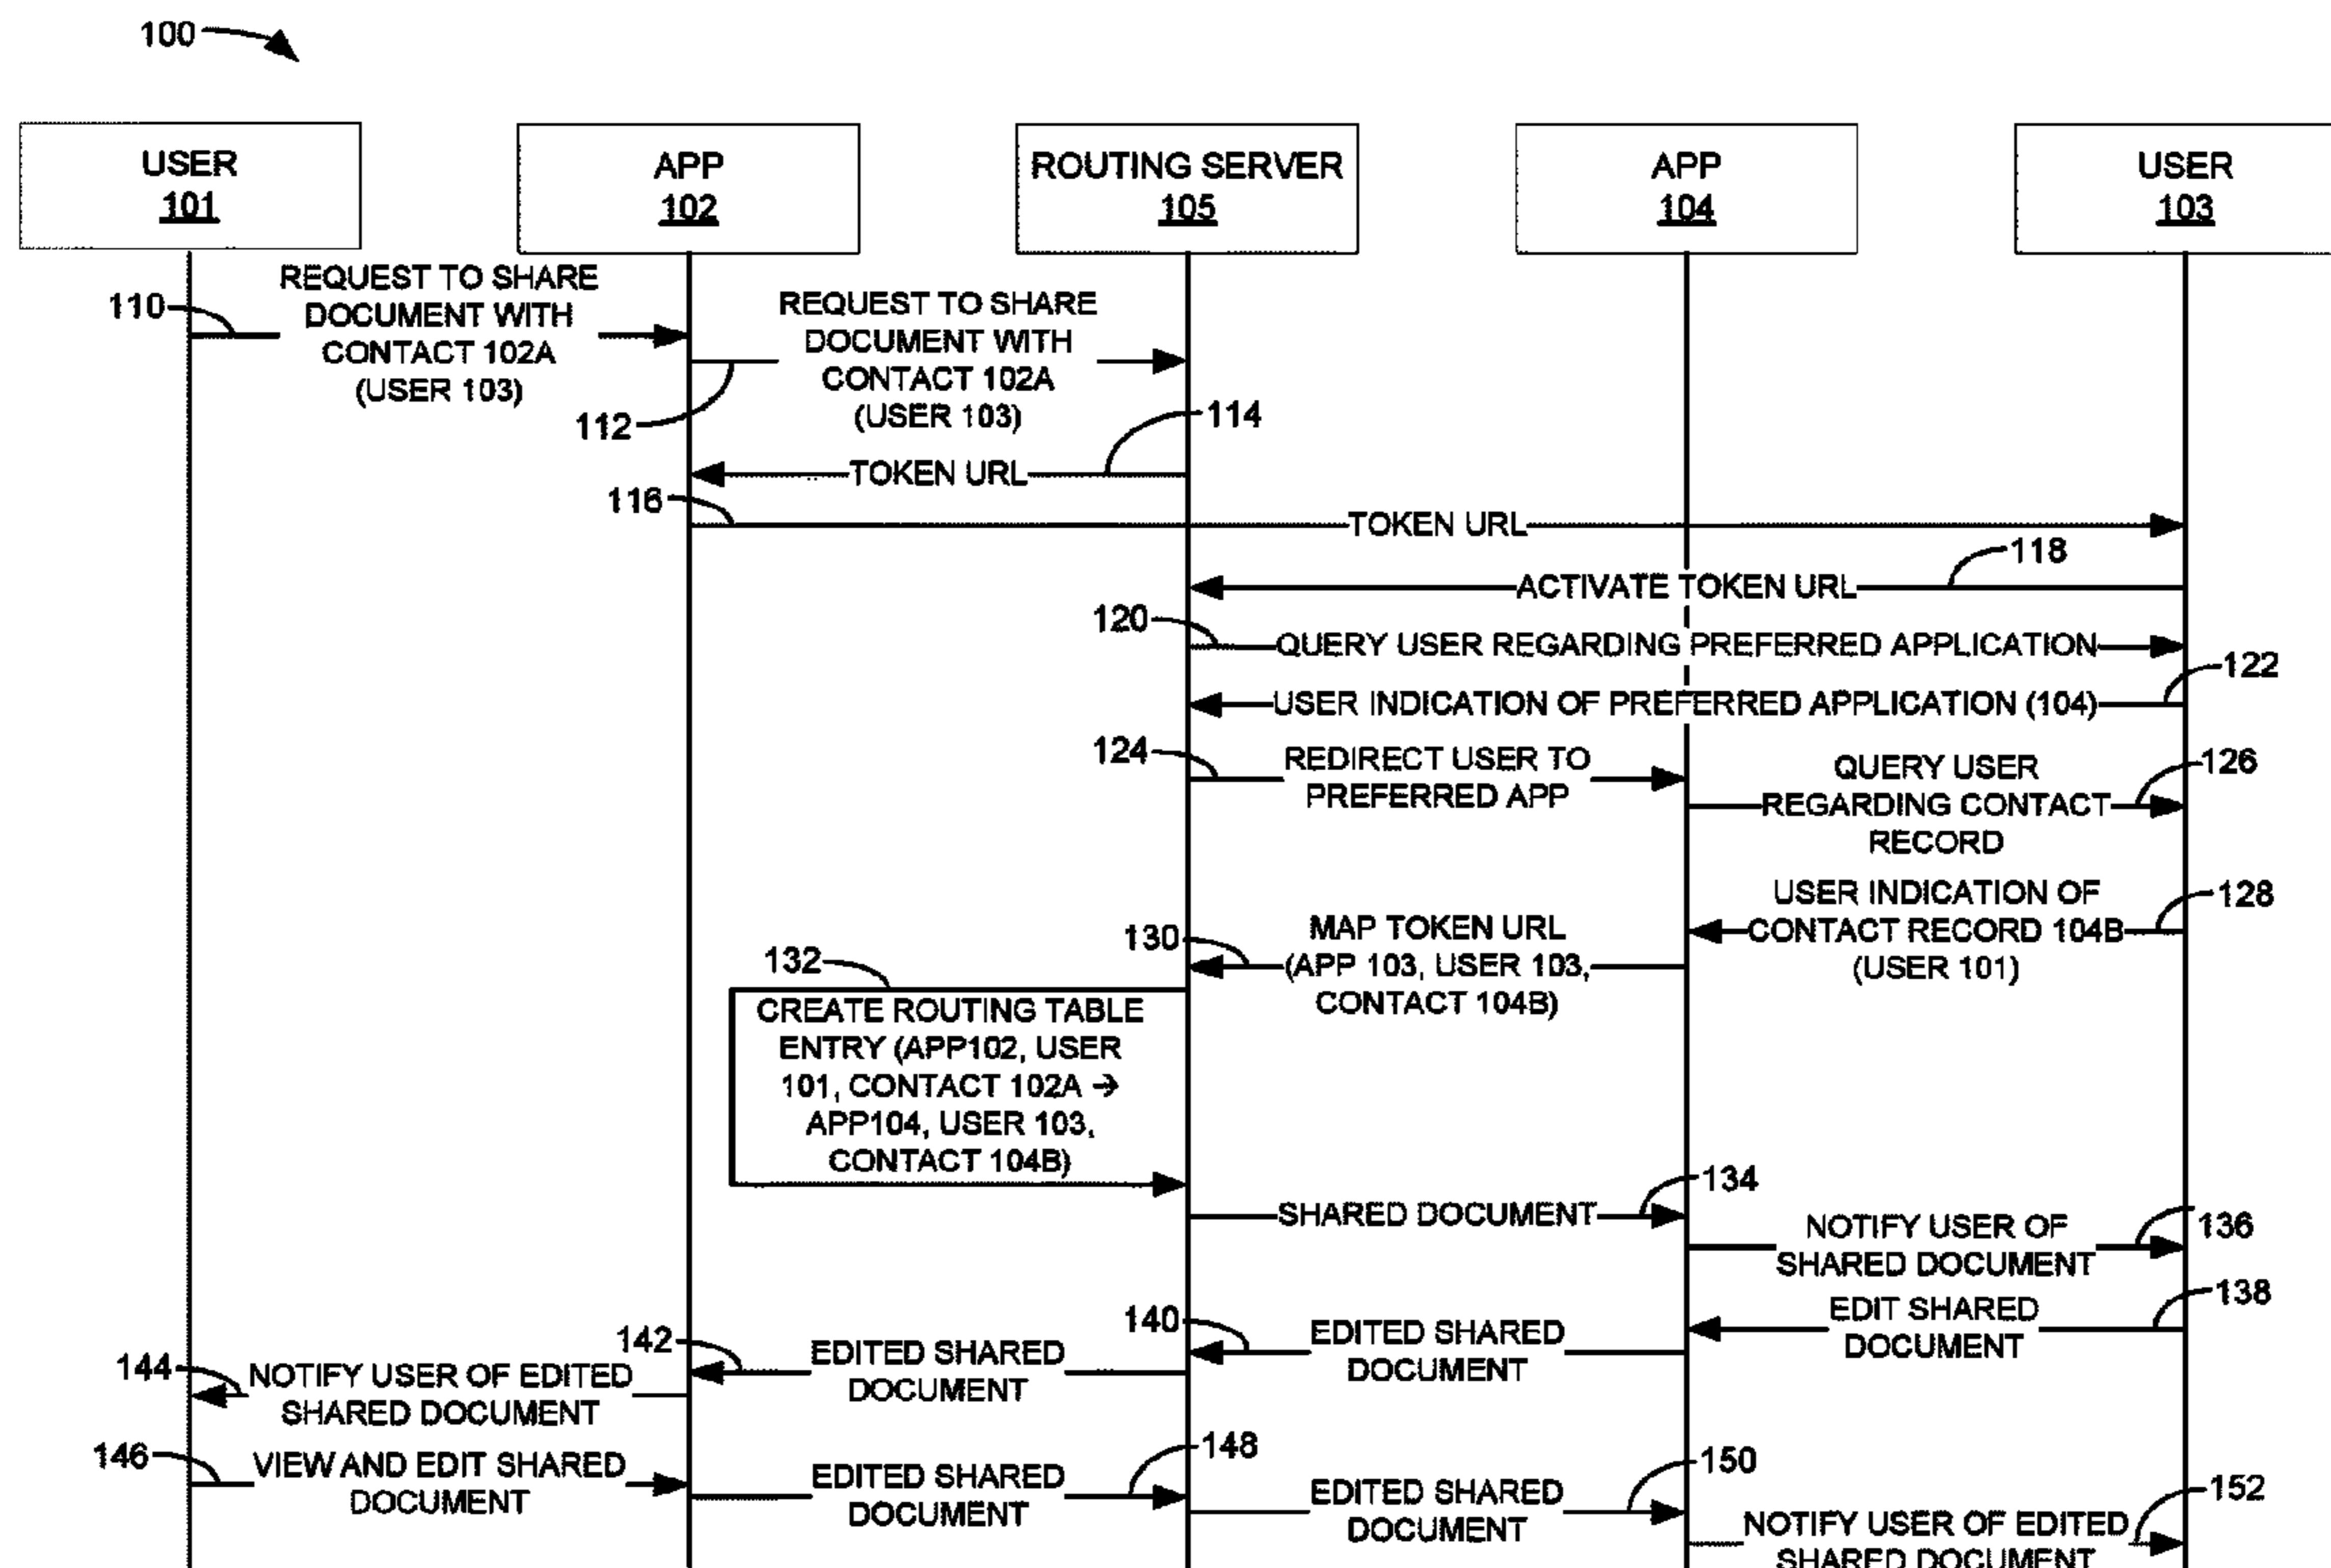 100
USER
101
APP
102
ROUTING SERVER
105
APP
104
USER
103
110
REQUEST TO SHARE
DOCUMENT WITH
CONTACT 102A
(USER 103)
112
REQUEST TO SHARE
DOCUMENT WITH
CONTACT 102A
(USER 103)
114
TOKEN URL
116
TOKEN URL
118
ACTIVATE TOKEN URL
120
QUERY USER REGARDING PREFERRED APPLICATION
122
USER INDICATION OF PREFERRED APPLICATION (104)
124
REDIRECT USER TO
PREFERRED APP
126
QUERY USER
REGARDING CONTACT
RECORD
128
USER INDICATION OF
CONTACT RECORD 104B
(USER 101)
130
MAP TOKEN URL
(APP 103, USER 103,
CONTACT 104B)
132
CREATE ROUTING TABLE
ENTRY (APP102, USER
101, CONTACT 102A →
APP104, USER 103,
CONTACT 104B)
134
SHARED DOCUMENT
136
NOTIFY USER OF
SHARED DOCUMENT
138
EDIT SHARED
DOCUMENT
140
EDITED SHARED
DOCUMENT
142
EDITED SHARED
DOCUMENT
144
NOTIFY USER OF EDITED
SHARED DOCUMENT
146
VIEW AND EDIT SHARED
DOCUMENT
148
EDITED SHARED
DOCUMENT
150
EDITED SHARED
DOCUMENT
152
NOTIFY USER OF EDITED
SHARED DOCUMENT